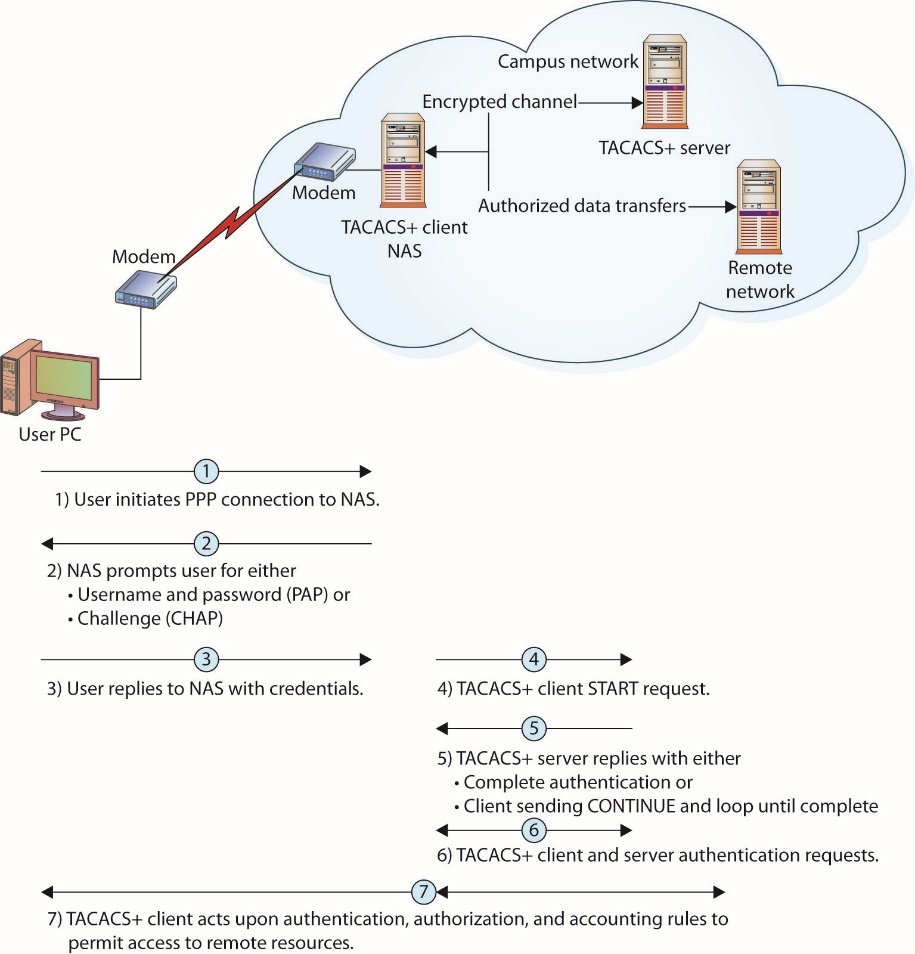 Campus network
Encrypted channel
TACACS+ server
Modem
TACACS+ client
NAS
Authorized data transfers
Modem
Remote
network
User PC
1
1) User initiates PPP connection to NAS.
2
2) NAS prompts user for either
• Username and password (PAP) or
• Challenge (CHAP)
3
3) User replies to NAS with credentials.
4
4) TACACS+ client START request.
5
5) TACACS+ server replies with either
• Complete authentication or
• Client sending CONTINUE and loop until complete
6
6) TACACS+ client and server authentication requests.
7
7) TACACS+ client acts upon authentication, authorization, and accounting rules to
permit access to remote resources.